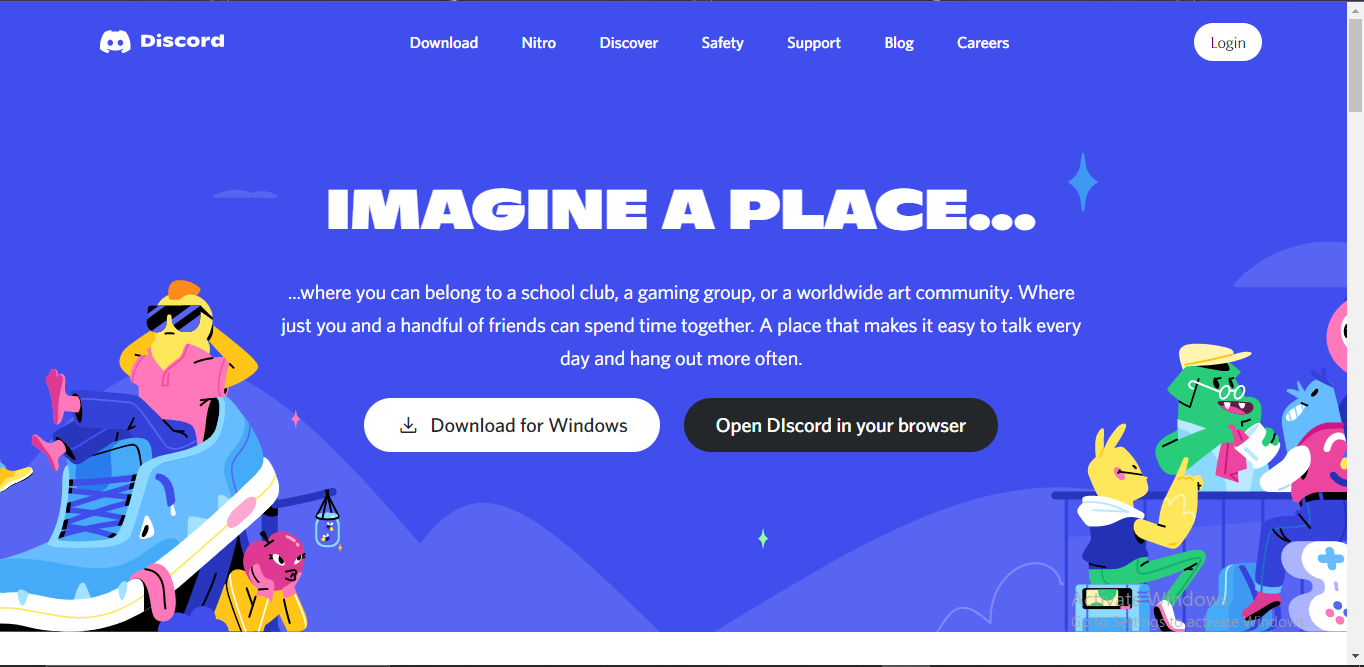 Discord
Download Nitro Discover Safety Support Blog Careers
Login
IMAGINE A PLACE...
...where you can belong to a school club, a gaming group, or a worldwide art community. Where
just you and a handful of friends can spend time together. A place that makes it easy to talk every
day and hang out more often.
Download for Windows
Open DIscord in your browser
Activate Windows
Go to Settings to activate Windows.